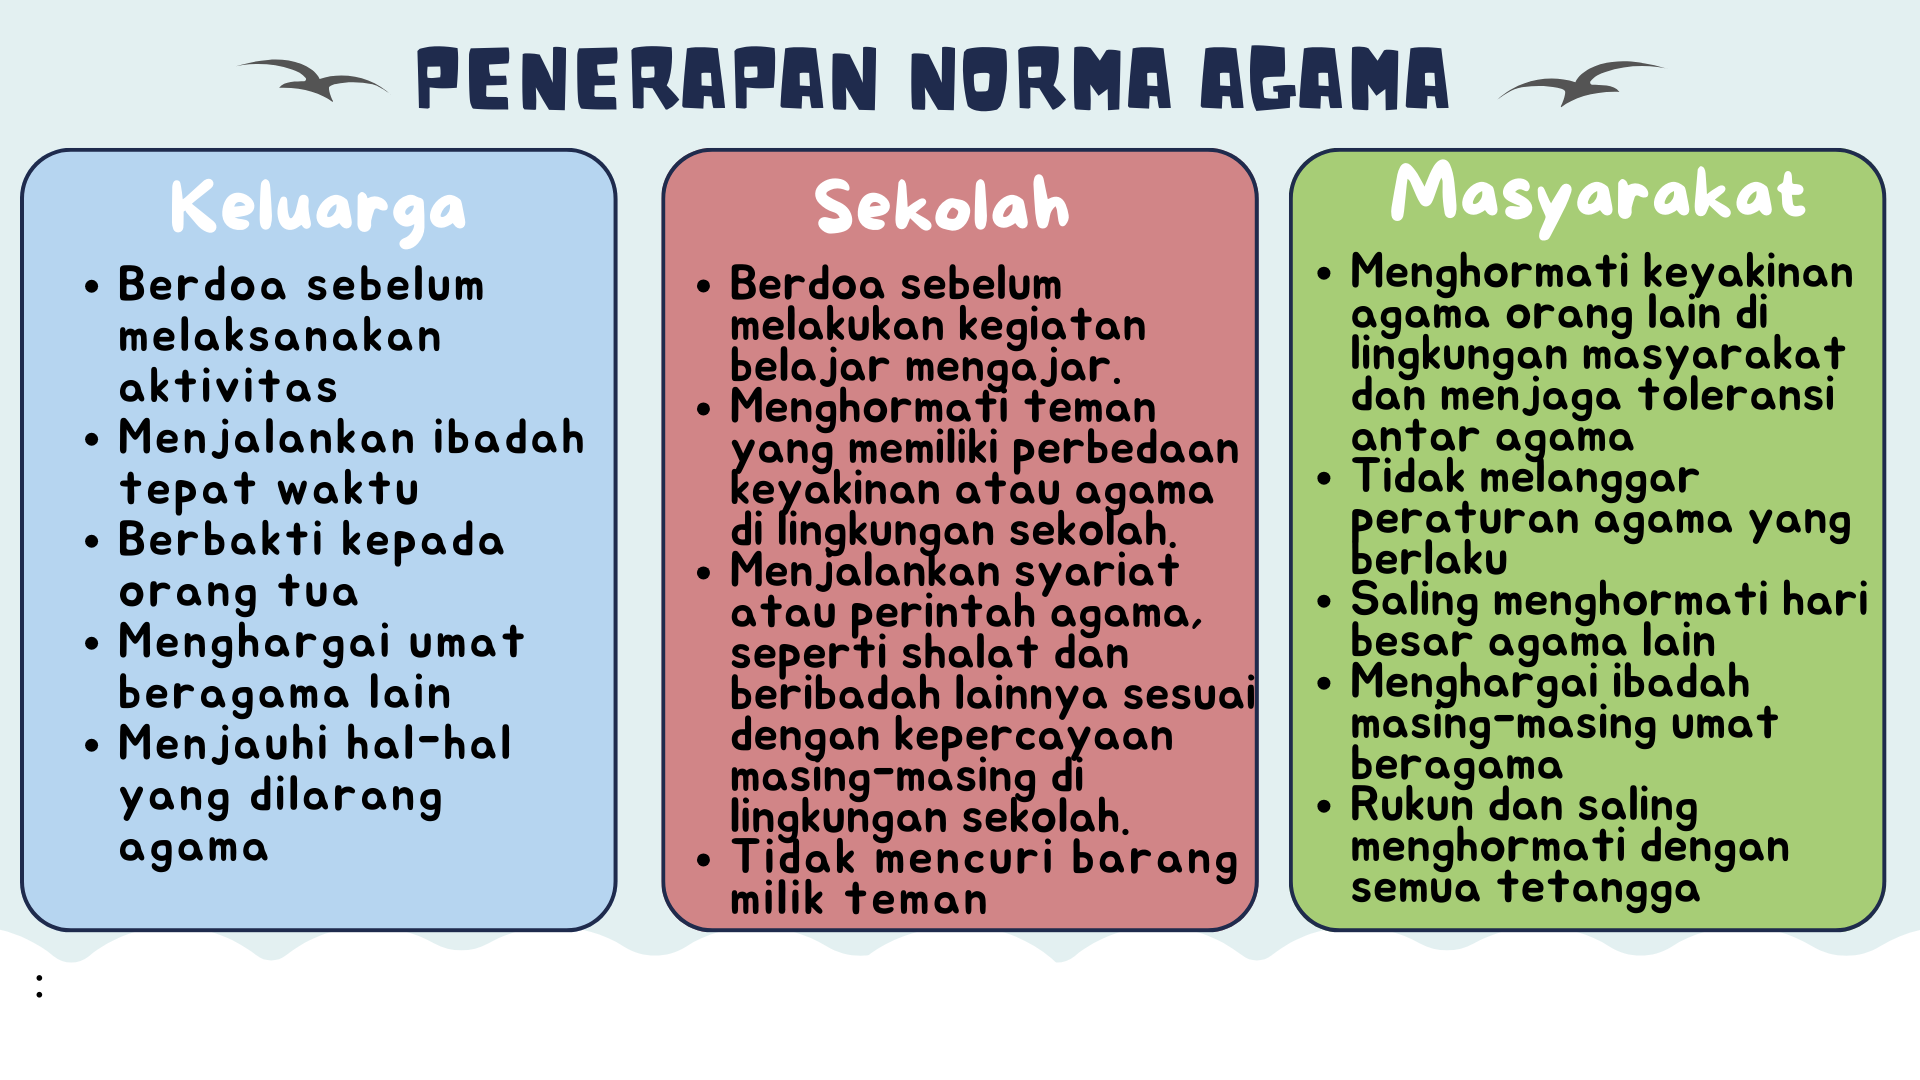 PENERAPAN NORMA AGAMA
Keluarga
• Berdoa sebelum
melaksanakan
aktivitas
• Menjalankan ibadah
tepat waktu
• Berbakti kepada
orang tua
• Menghargai umat
beragama lain
• Menjauhi hal-hal
yang dilarang
agama
Sekolah
• Berdoa sebelum
melakukan kegiatan
belajar mengajar.
• Menghormati teman
yang memiliki perbedaan
keyakinan atau agama
di lingkungan sekolah.
• Menjalankan syariat
atau perintah agama,
seperti shalat dan
beribadah lainnya sesuai
dengan kepercayaan
masing-masing di
lingkungan sekolah.
• Tidak mencuri barang
milik teman
Masyarakat
• Menghormati keyakinan
agama orang lain di
lingkungan masyarakat
dan menjaga toleransi
antar agama
• Tidak melanggar
peraturan agama yang
berlaku
• Saling menghormati hari
besar agama lain
• Menghargai ibadah
masing-masing umat
beragama
• Rukun dan saling
menghormati dengan
semua tetangga
: